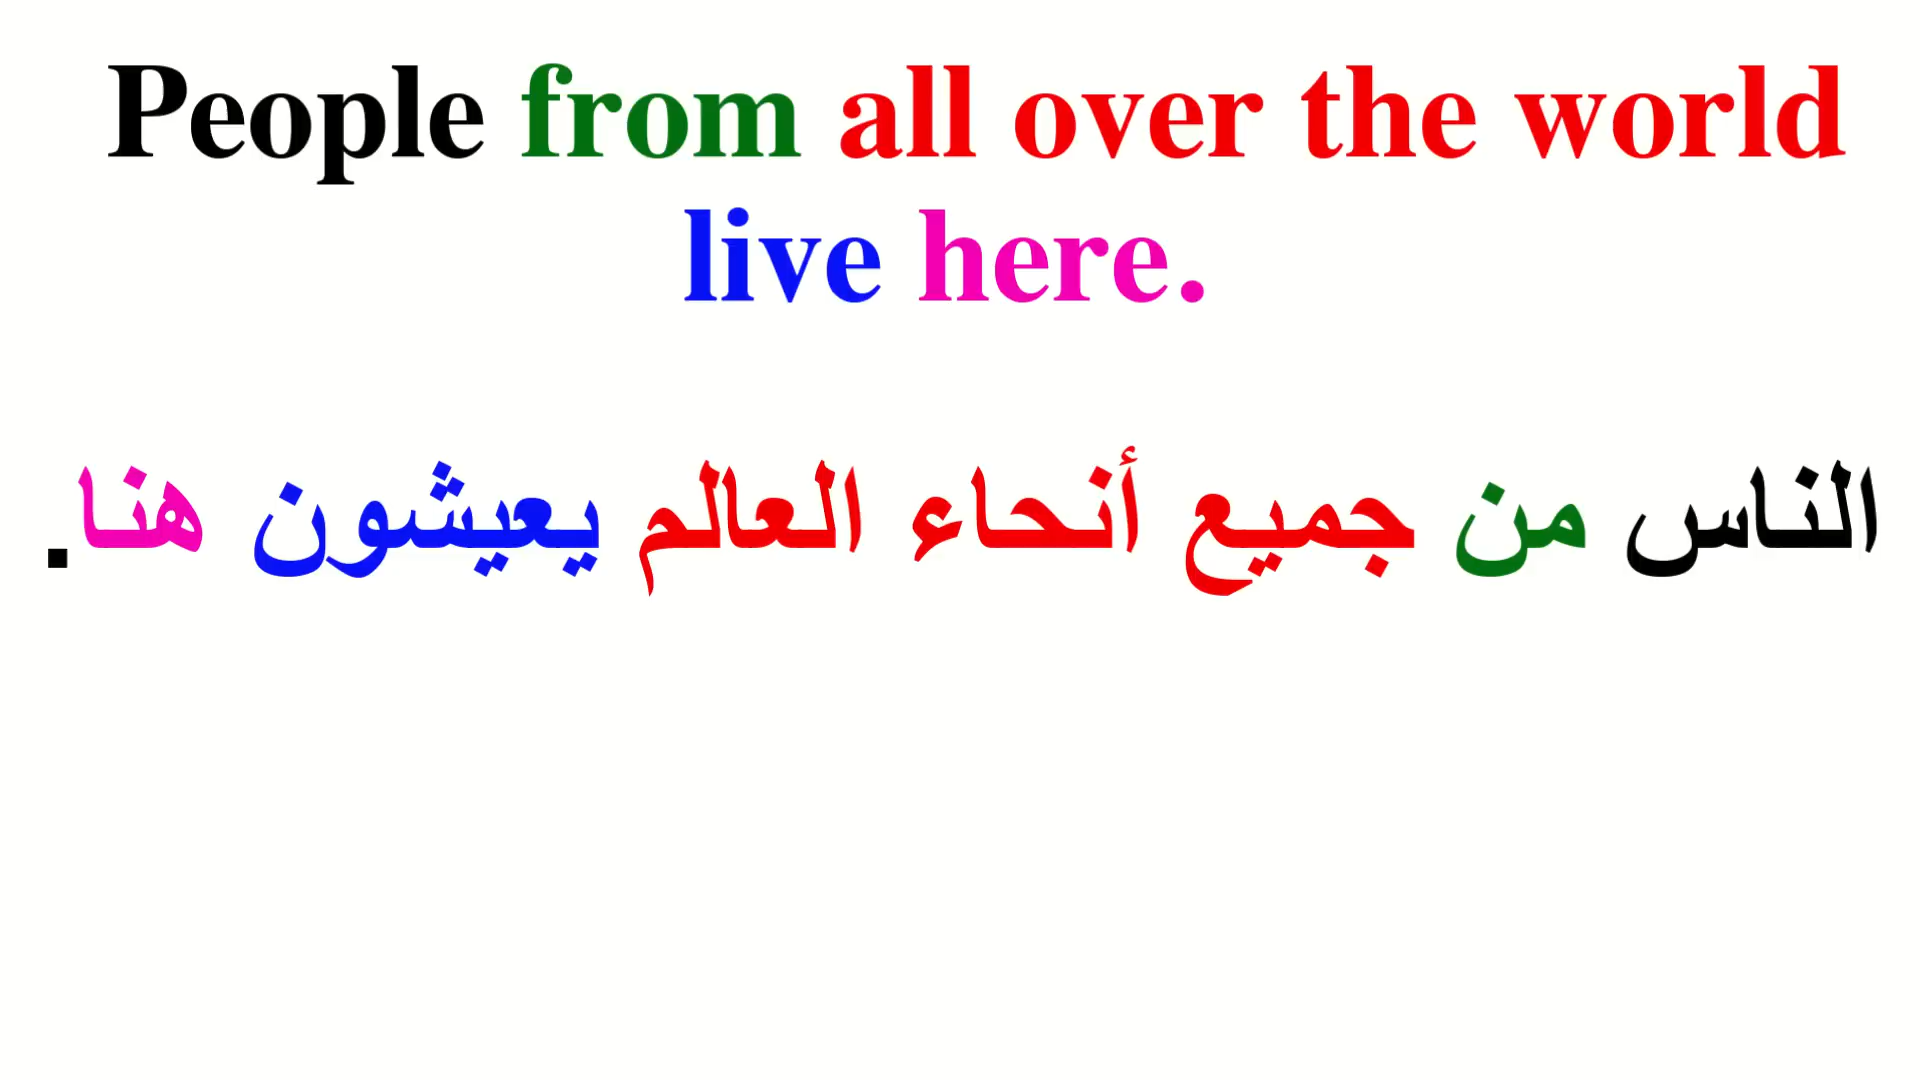 People from all over the world
live here.
الناس من جميع أنحاء العالم يعيشون هنا.